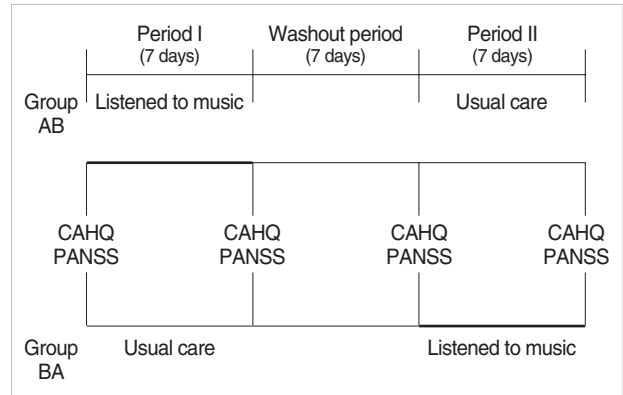 Period I Washout period Period II
(7 days) (7 days) (7 days)
Group Listened to music Usual care
AB
CAHQ CAHQ CAHQ CAHQ
PANSS PANSS PANSS PANSS
Group Usual care Listened to music
BA